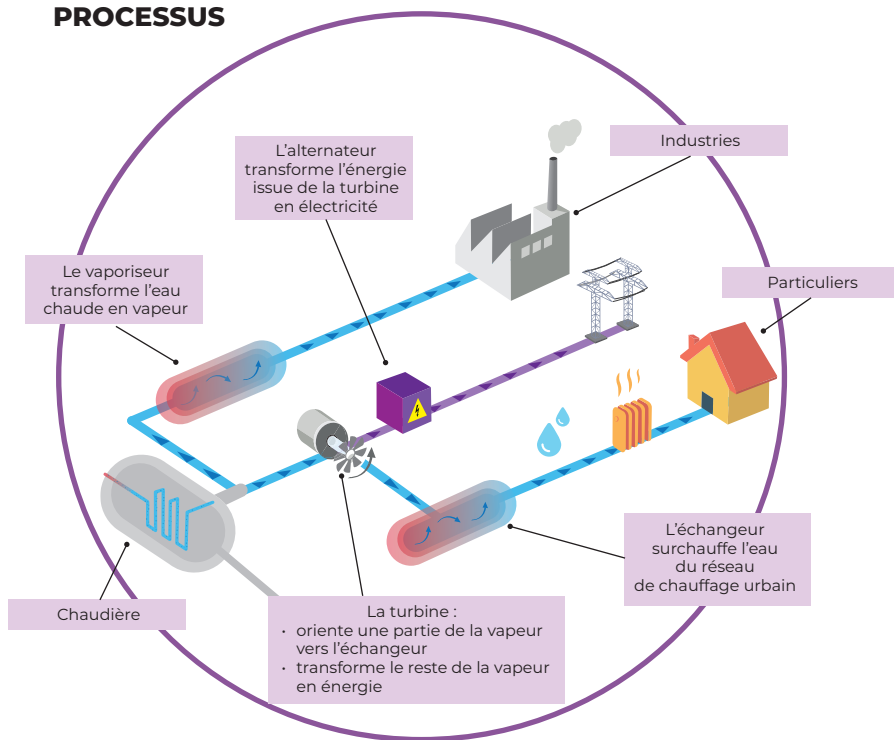 PROCESSUS
L'alternateur
transforme l'énergie
issue de la turbine
en électricité
Industries
Le vaporiseur
transforme l'eau
chaude en vapeur
Particuliers
L'échangeur
surchauffe l'eau
du réseau
de chauffage urbain
Chaudière
La turbine :
· oriente une partie de la vapeur
vers l'échangeur
· transforme le reste de la vapeur
en énergie